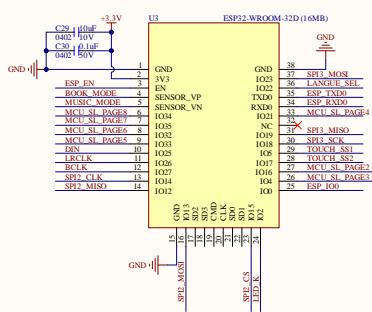 +3.3V
U3
ESP32-WROOM-32D (16MB)
C29 10uF
0402 10V
C30 0.1uF
0402 50V
GND
GND
1 GND
2 3V3
ESP_EN 3 EN
BOOK_MODE 4 SENSOR_VP
MUSIC_MODE 5 SENSOR_VN
MCU_SL_PAGE8 6 IO34
MCU_SL_PAGE7 7 IO35
MCU_SL_PAGE6 8 IO32
MCU_SL_PAGE5 9 IO33
DIN 10 IO25
LRCLK 11 IO26
BCLK 12 IO27
SPI2_CLK 13 IO14
SPI2_MISO 14 IO12
GND 38
IO23 37 SPI3_MOSI
IO22 36 LANGUE_SEL
TXD0 35 ESP_TXD0
RXD0 34 ESP_RXD0
IO21 33 MCU_SL_PAGE4
NC 32
IO19 31 SPI3_MISO
IO18 30 SPI3_SCK
IO5 29 TOUCH_SS1
IO17 28 TOUCH_SS2
IO16 27 MCU_SL_PAGE2
IO4 26 MCU_SL_PAGE3
IO0 25 ESP_IO0
GND IO13 SD2 SD3 CMD CLK SD0 SD1 IO15 IO2
15 16 17 18 19 20 21 22 23 24
GND
SPI2_MOSI
SPI2_CS
LED_K